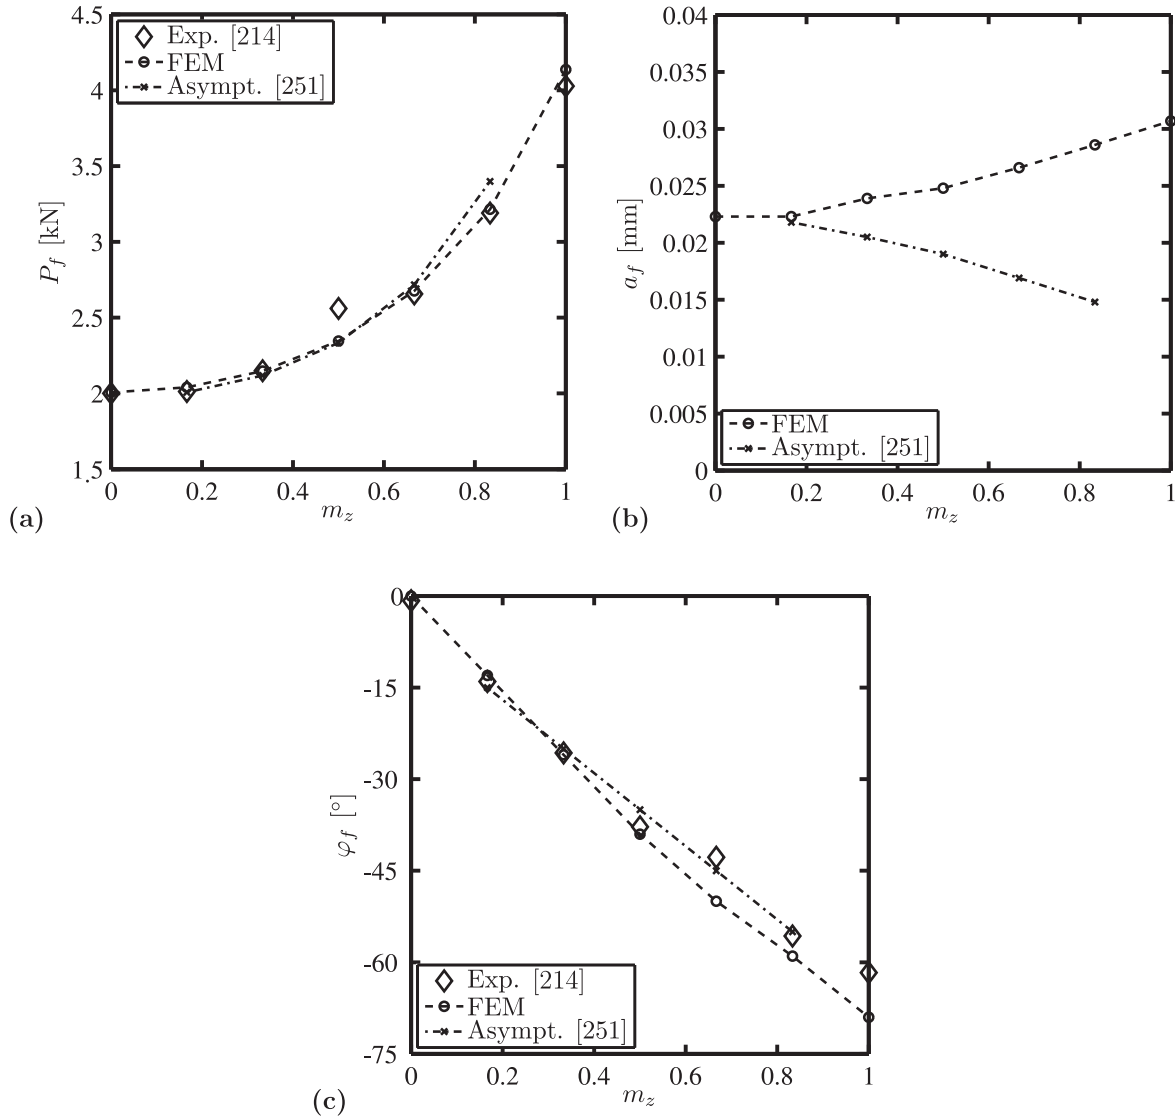 4.5
4
3.5
3
2.5
2
1.5
P_f [kN]
Exp. [214]
FEM
Asympt. [251]
0 0.2 0.4 0.6 0.8 1
m_z
(a)
0.04
0.035
0.03
0.025
0.02
0.015
0.01
0.005
0
a_f [mm]
FEM
Asympt. [251]
0 0.2 0.4 0.6 0.8 1
m_z
(b)
0
-15
-30
-45
-60
-75
φ_f [°]
Exp. [214]
FEM
Asympt. [251]
0 0.2 0.4 0.6 0.8 1
m_z
(c)